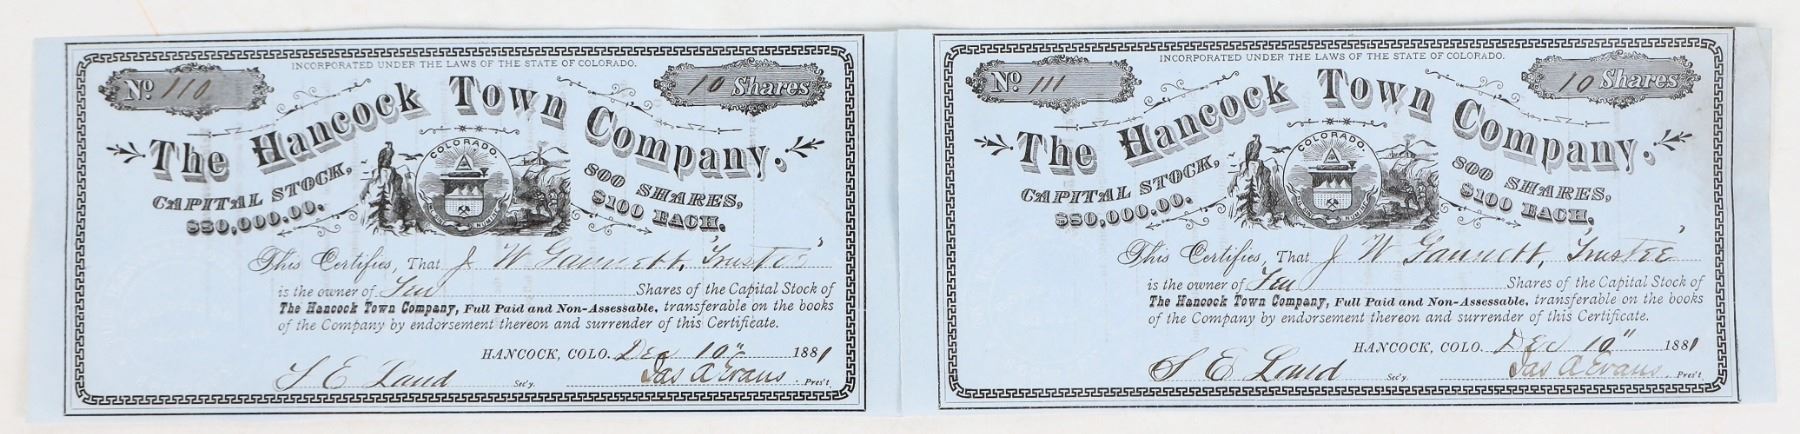 INCORPORATED UNDER THE LAWS OF THE STATE OF COLORADO.
No. 110
10 Shares
The Hancock Town Company.
CAPITAL STOCK,
$80,000.00.
COLORADO.
800 SHARES,
$100 EACH.
This Certifies, That J W Gannett, "Trustee"
is the owner of Ten Shares of the Capital Stock of
The Hancock Town Company, Full Paid and Non-Assessable, transferable on the books
of the Company by endorsement thereon and surrender of this Certificate.
HANCOCK, COLO. Dec 10" 1881
S E Land Sec'y. Jas A Evans. Pres't
INCORPORATED UNDER THE LAWS OF THE STATE OF COLORADO.
No. 111
10 Shares
The Hancock Town Company.
CAPITAL STOCK,
$80,000.00.
COLORADO.
800 SHARES,
$100 EACH.
This Certifies, That J W Gannett, 'Trustee'
is the owner of Ten Shares of the Capital Stock of
The Hancock Town Company, Full Paid and Non-Assessable, transferable on the books
of the Company by endorsement thereon and surrender of this Certificate.
HANCOCK, COLO. Dec 10" 1881
S E Land Sec'y. Jas A Evans. Pres't